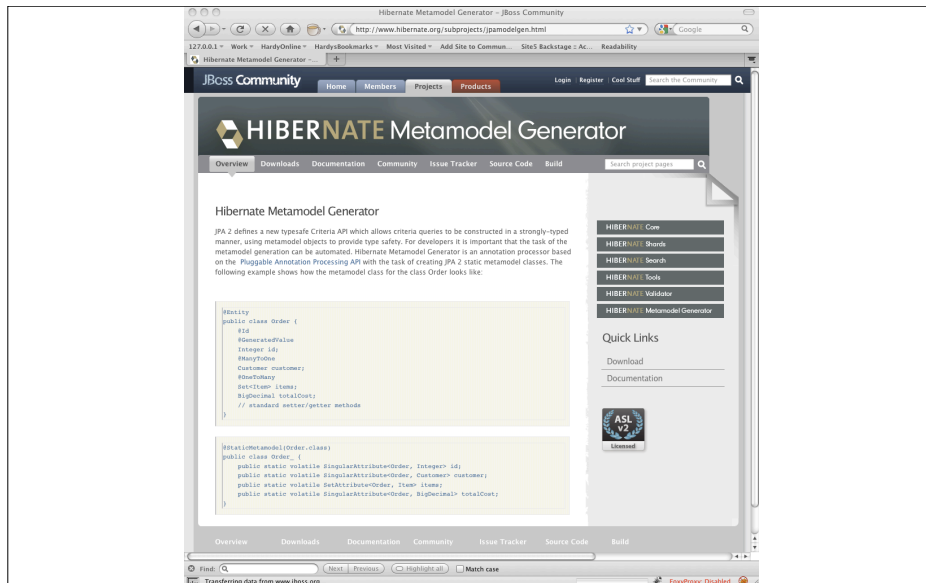 Hibernate Metamodel Generator – JBoss Community
http://www.hibernate.org/subprojects/jpamodelgen.html
Google
127.0.0.1
Work
HardyOnline
HardysBookmarks
Most Visited
Add Site to Commun...
Site5 Backstage :: Ac...
Readability
Hibernate Metamodel Generator –...
JBoss Community
Home
Members
Projects
Products
Login
Register
Cool Stuff
Search the Community
HIBERNATE Metamodel Generator
Overview
Downloads
Documentation
Community
Issue Tracker
Source Code
Build
Search project pages
Hibernate Metamodel Generator
JPA 2 defines a new typesafe Criteria API which allows criteria queries to be constructed in a strongly-typed
manner, using metamodel objects to provide type safety. For developers it is important that the task of the
metamodel generation can be automated. Hibernate Metamodel Generator is an annotation processor based
on the Pluggable Annotation Processing API with the task of creating JPA 2 static metamodel classes. The
following example shows how the metamodel class for the class Order looks like:
@Entity
public class Order {
@Id
@GeneratedValue
Integer id;
@ManyToOne
Customer customer;
@OneToMany
Set<Item> items;
BigDecimal totalCost;
// standard setter/getter methods
}
@StaticMetamodel(Order.class)
public class Order_ {
public static volatile SingularAttribute<Order, Integer> id;
public static volatile SingularAttribute<Order, Customer> customer;
public static volatile SetAttribute<Order, Item> items;
public static volatile SingularAttribute<Order, BigDecimal> totalCost;
}
HIBERNATE Core
HIBERNATE Shards
HIBERNATE Search
HIBERNATE Tools
HIBERNATE Validator
HIBERNATE Metamodel Generator
Quick Links
Download
Documentation
ASL
v2
Licensed
Overview
Downloads
Documentation
Community
Issue Tracker
Source Code
Build
Find:
Next
Previous
Highlight all
Match case
Transferring data from www.jboss.org...
FoxyProxy: Disabled